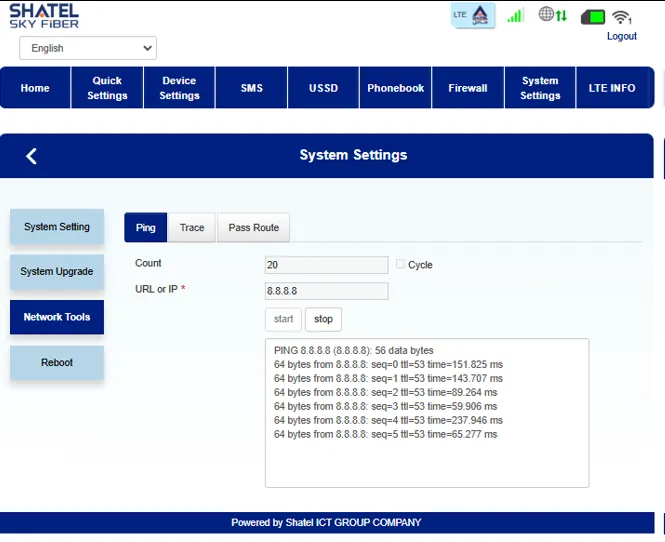 SHATEL
SKY FiBER
LTE
1
Logout
English
Home
Quick Settings
Device Settings
SMS
USSD
Phonebook
Firewall
System Settings
LTE INFO
System Settings
System Setting
System Upgrade
Network Tools
Reboot
Ping
Trace
Pass Route
Count
20
Cycle
URL or IP *
8.8.8.8
start
stop
PING 8.8.8.8 (8.8.8.8): 56 data bytes
64 bytes from 8.8.8.8: seq=0 ttl=53 time=151.825 ms
64 bytes from 8.8.8.8: seq=1 ttl=53 time=143.707 ms
64 bytes from 8.8.8.8: seq=2 ttl=53 time=89.264 ms
64 bytes from 8.8.8.8: seq=3 ttl=53 time=59.906 ms
64 bytes from 8.8.8.8: seq=4 ttl=53 time=237.946 ms
64 bytes from 8.8.8.8: seq=5 ttl=53 time=65.277 ms
Powered by Shatel ICT GROUP COMPANY